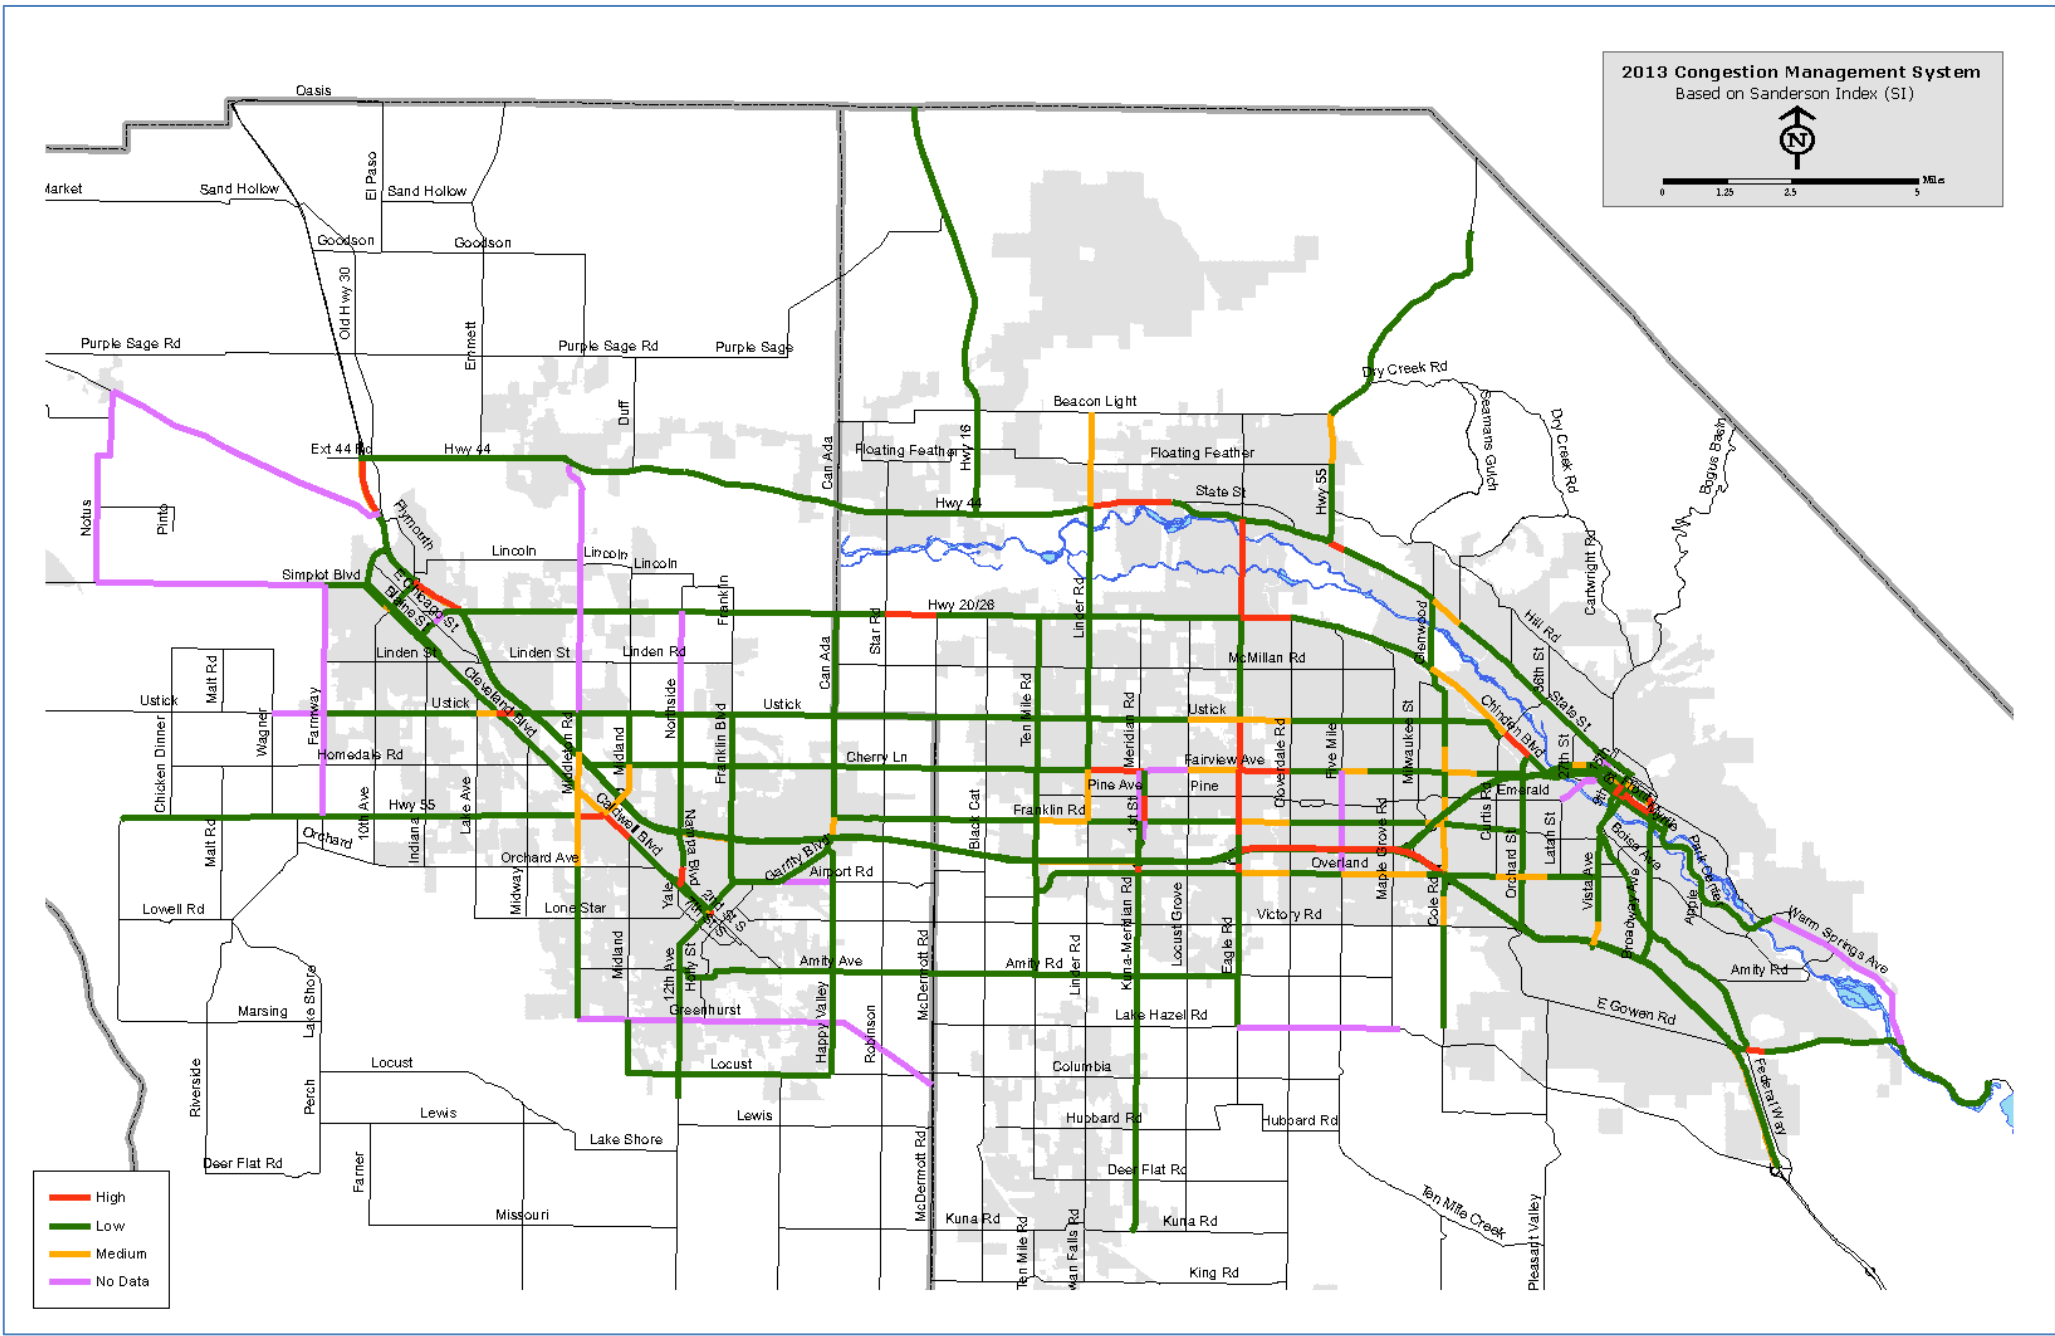 2013 Congestion Management System
Based on Sanderson Index (SI)
N
0 1.25 2.5 5 Miles
Oasis
El Paso
Market
Sand Hollow
Sand Hollow
Goodson
Goodson
Old Hwy 30
Emmett
Purple Sage Rd
Purple Sage Rd
Purple Sage
Duff
Dry Creek Rd
Seamans Gulch
Dry Creek Rd
Bogus Basin
Beacon Light
Ext 44 Rd
Hwy 44
Can Ada
Floating Feather
Hwy 16
Floating Feather
Hwy 55
State St
Hwy 44
Notus
Pinto
Plymouth
Lincoln
Lincoln
Lincoln
Cartwright Rd
Simplot Blvd
E Chicago St
Blaine St
Franklin
Hwy 20/26
Star Rd
Linder Rd
Glenwood
Hill Rd
Linden St
Linden St
Linden Rd
McMillan Rd
Can Ada
Malt Rd
Cleveland Blvd
36th St
State St
Ustick
Chicken Dinner
Wagner
Farmway
Ustick
Middleton Rd
Midland
Northside
Franklin Blvd
Ustick
Ten Mile Rd
Meridian Rd
Ustick
Cloverdale Rd
Five Mile
Milwaukee St
Chinden Blvd
27th St
Homedale Rd
Cherry Ln
Fairview Ave
Pine Ave
Pine
Emerald
Hwy 55
10th Ave
Indiana
Lake Ave
Caldwell Blvd
Nampa Blvd
Franklin Rd
Black Cat
1st St
Maple Grove Rd
Curtis Rd
Orchard St
Latah St
Boise Ave
Park Center
Malt Rd
Orchard
Orchard Ave
Midway
Garrity Blvd
Airport Rd
Overland
Vista Ave
Broadway Ave
Apple
Lowell Rd
Lone Star
Yale
Kuna-Meridian Rd
Locust Grove
Eagle Rd
Victory Rd
Cole Rd
Warm Springs Ave
Midland
12th Ave
Holly St
Amity Ave
Amity Rd
Linder Rd
Amity Rd
Marsing
Lake Shore
Greenhurst
Happy Valley
Robinson
McDermott Rd
Lake Hazel Rd
E Gowen Rd
Riverside
Perch
Locust
Locust
Columbia
Federal Way
Lewis
Lewis
Hubbard Rd
Hubbard Rd
Lake Shore
Deer Flat Rd
Farner
McDermott Rd
Deer Flat Rd
Missouri
Kuna Rd
Ten Mile Rd
Kuna Rd
Ten Mile Creek
Pleasant Valley
King Rd
High
Low
Medium
No Data